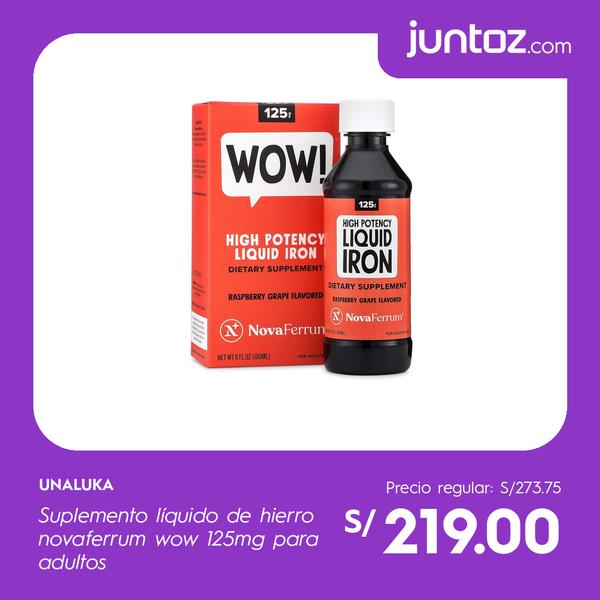 juntoz.com
125mg
WOW!
HIGH POTENCY
LIQUID IRON
DIETARY SUPPLEMENT
RASPBERRY GRAPE FLAVORED
NovaFerrum
NET WT 6 FL OZ (180ML)
125mg
HIGH POTENCY
LIQUID
IRON
DIETARY SUPPLEMENT
RASPBERRY GRAPE FLAVORED
NovaFerrum
UNALUKA
Suplemento líquido de hierro
novaferrum wow 125mg para
adultos
Precio regular: S/273.75
S/ 219.00